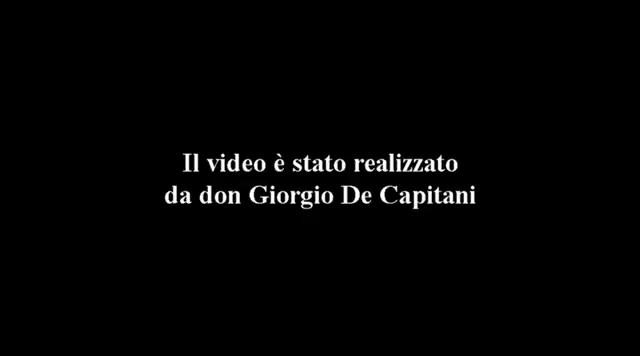 Il video è stato realizzato
da don Giorgio De Capitani